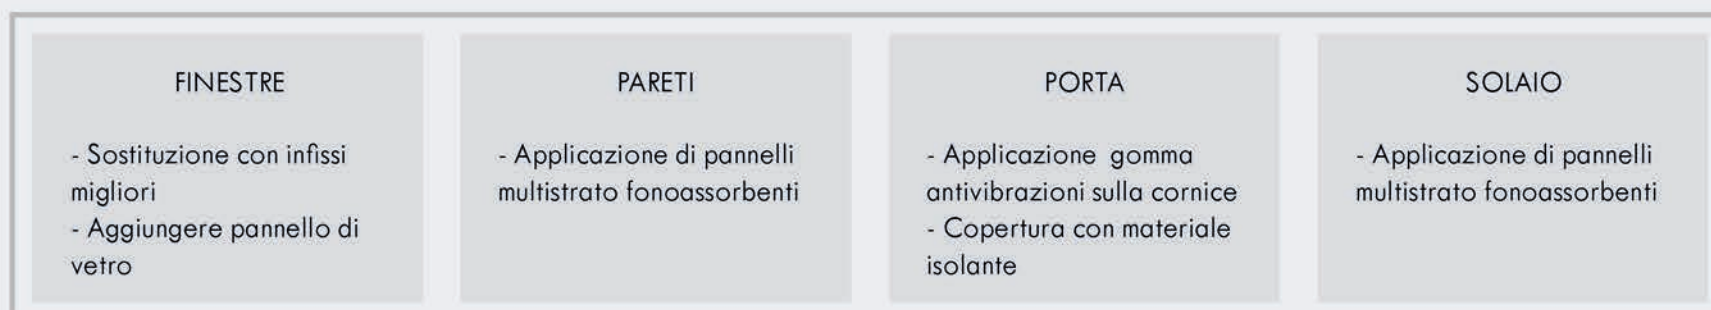 FINESTRE
- Sostituzione con infissi
migliori
- Aggiungere pannello di
vetro
PARETI
- Applicazione di pannelli
multistrato fonoassorbenti
PORTA
- Applicazione gomma
antivibrazioni sulla cornice
- Copertura con materiale
isolante
SOLAIO
- Applicazione di pannelli
multistrato fonoassorbenti